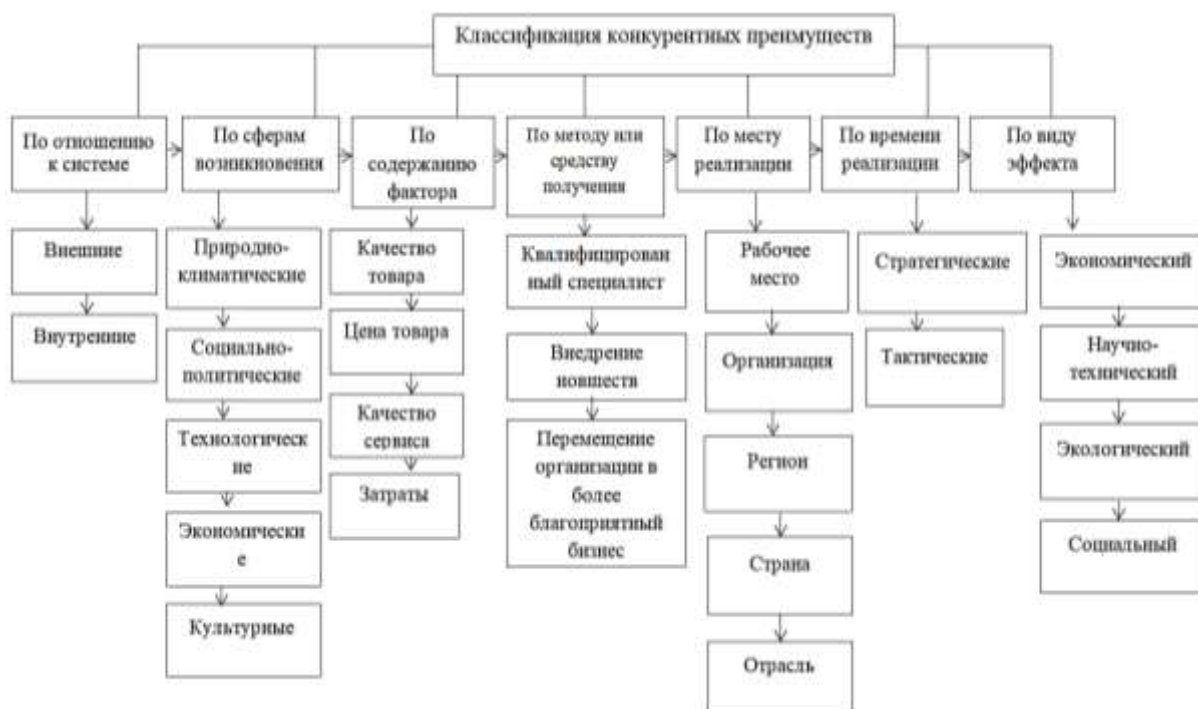 Классификация конкурентных преимуществ
По отношению
к системе
Внешние
Внутренние
По сферам
возникновения
Природно-
климатические
Социально-
политические
Технологиче­ск
ие
Экономически
е
Культурные
По
содержанию
фактора
Качество
товара
Цена товара
Качество
сервиса
Затраты
По методу или
средству
получения
Квалифицирован
ный специалист
Внедрение
новшеств
Перемещение
организации в
более
благоприятный
бизнес
По месту
реализации
Рабочее
место
Организация
Регион
Страна
Отрасль
По времени
реализации
Стратегические
Тактические
По виду
эффекта
Экономический
Научно-
технический
Экологический
Социальный